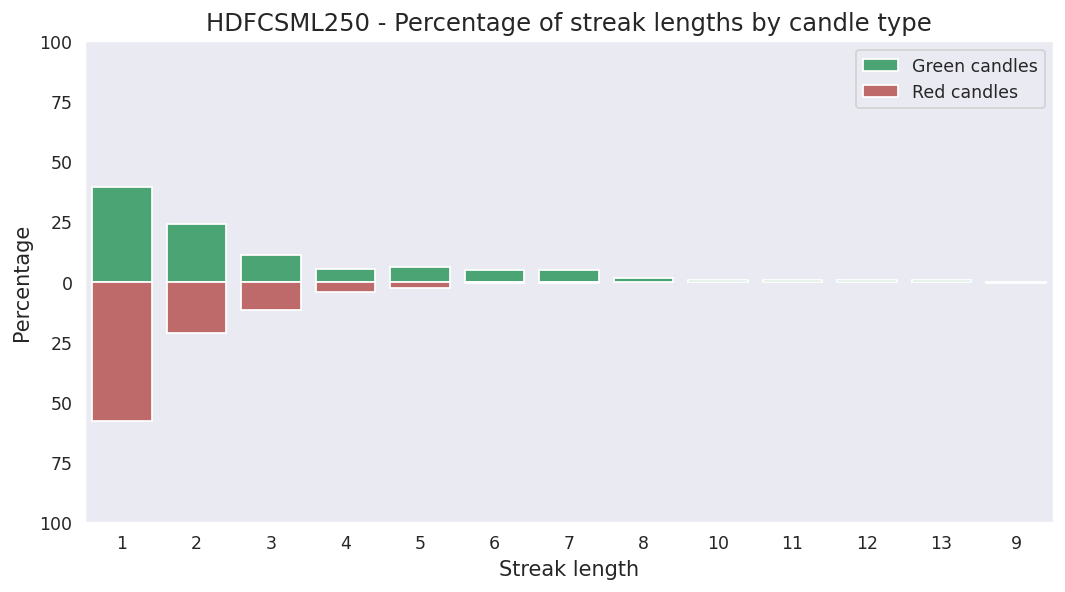 HDFCSML250 - Percentage of streak lengths by candle type
Green candles
Red candles
Percentage
100
75
50
25
0
25
50
75
100
1 2 3 4 5 6 7 8 10 11 12 13 9
Streak length